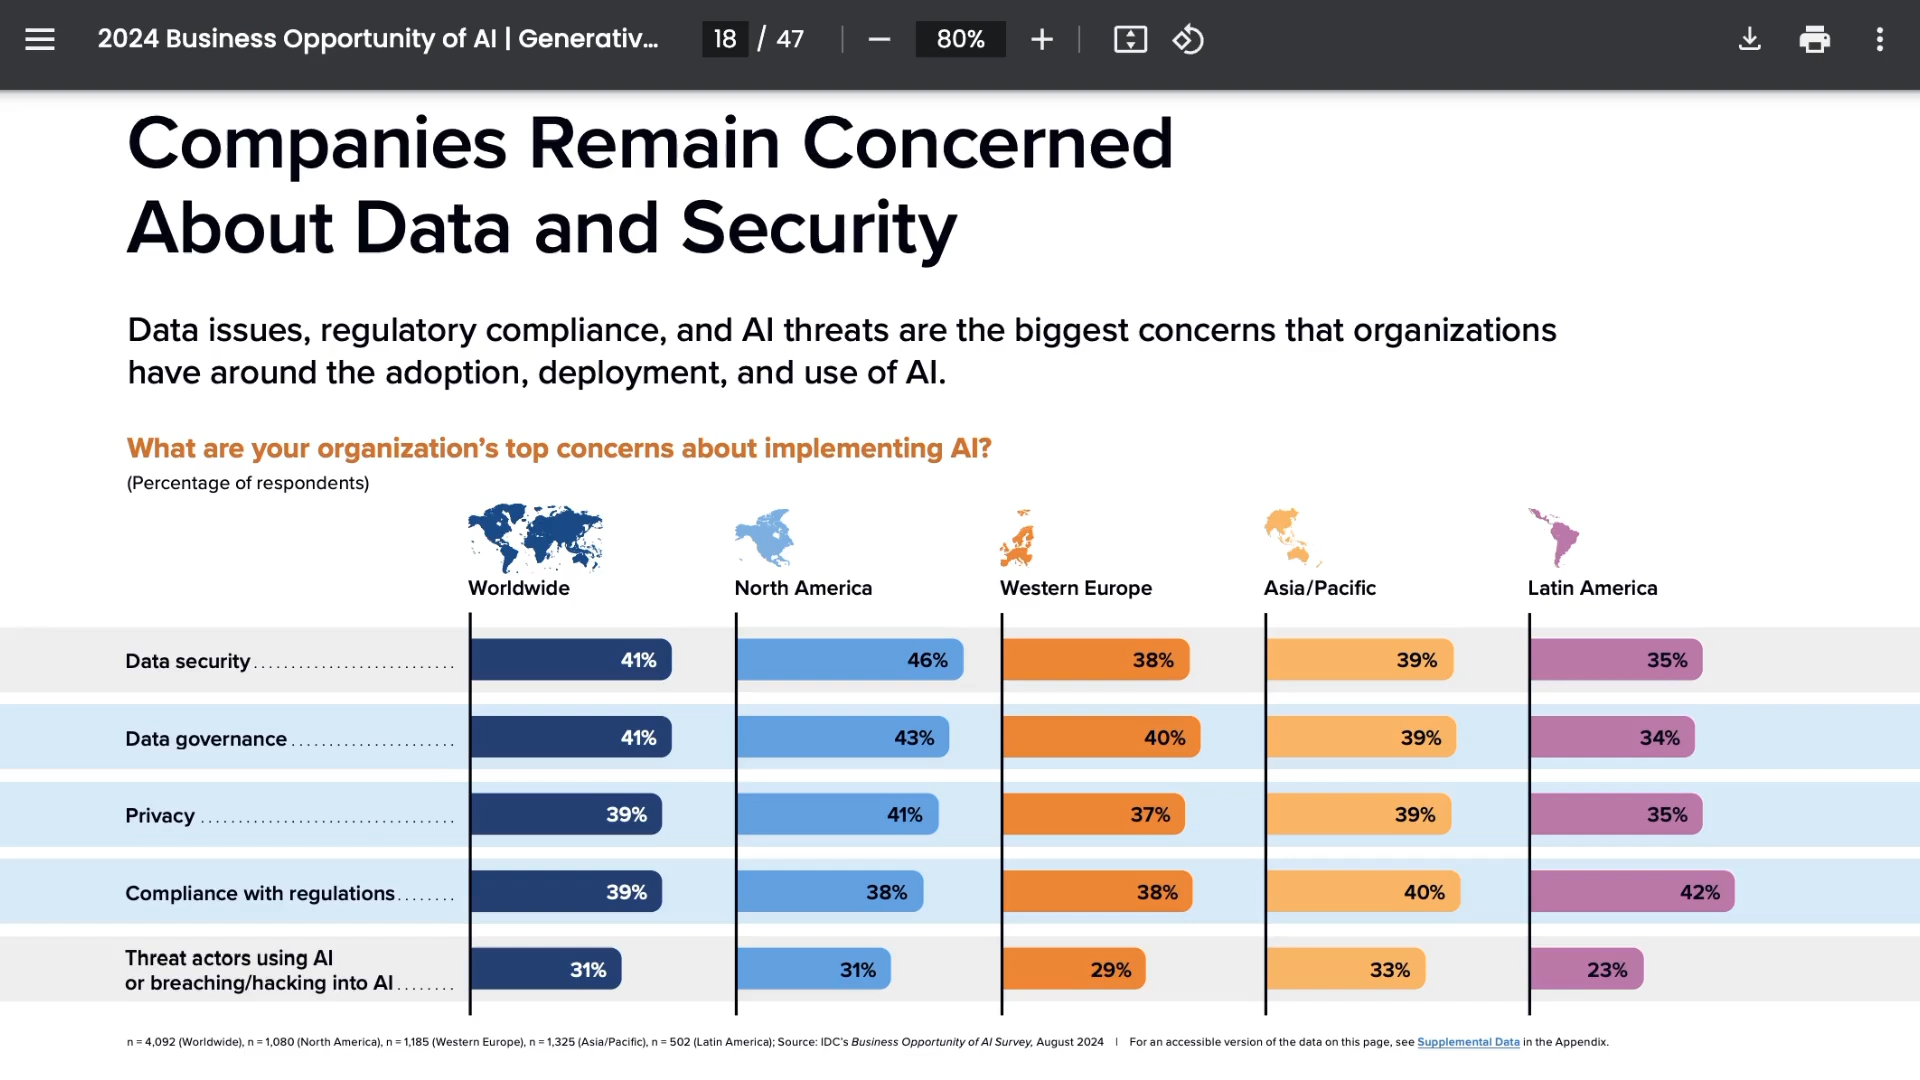 2024 Business Opportunity of AI | Generativ...
18 / 47
80%
Companies Remain Concerned
About Data and Security
Data issues, regulatory compliance, and AI threats are the biggest concerns that organizations
have around the adoption, deployment, and use of AI.
What are your organization's top concerns about implementing AI?
(Percentage of respondents)
Worldwide North America Western Europe Asia/Pacific Latin America
Data security 41% 46% 38% 39% 35%
Data governance 41% 43% 40% 39% 34%
Privacy 39% 41% 37% 39% 35%
Compliance with regulations 39% 38% 38% 40% 42%
Threat actors using AI
or breaching/hacking into AI 31% 31% 29% 33% 23%
n = 4,092 (Worldwide), n = 1,080 (North America), n = 1,185 (Western Europe), n = 1,325 (Asia/Pacific), n = 502 (Latin America); Source: IDC's Business Opportunity of AI Survey, August 2024 | For an accessible version of the data on this page, see Supplemental Data in the Appendix.